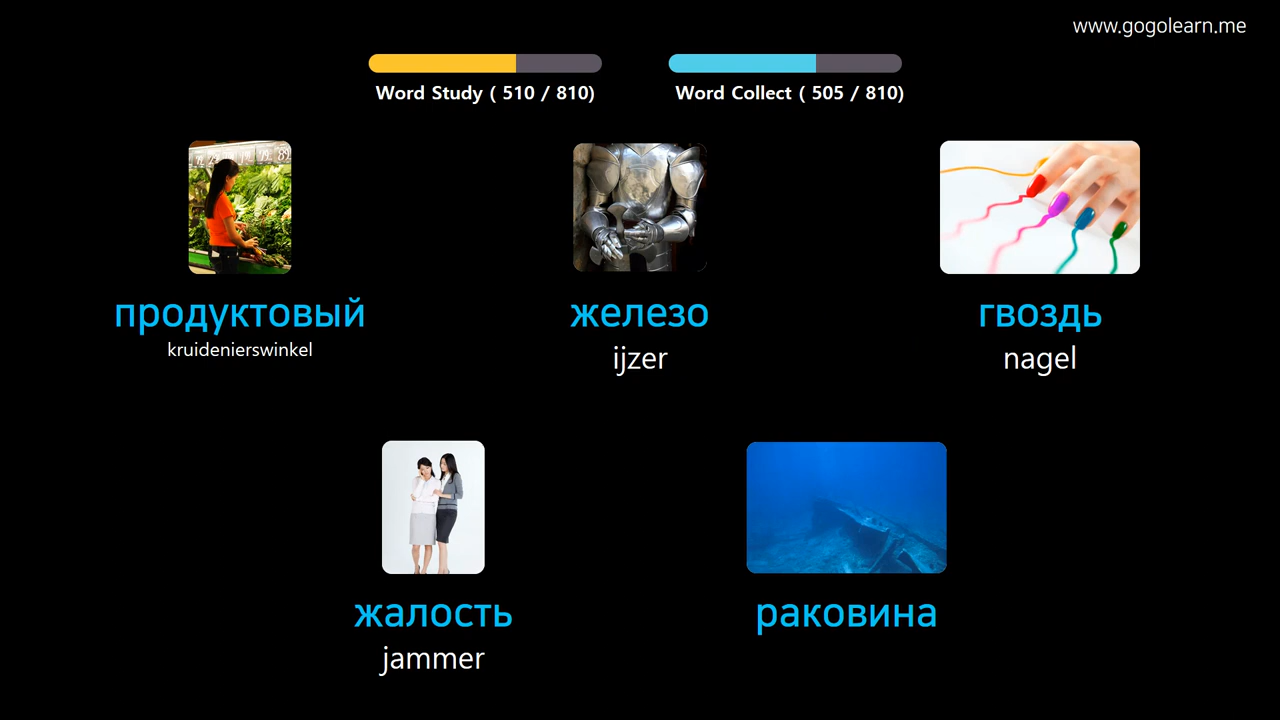 www.gogolearn.me
Word Study ( 510 / 810)
Word Collect ( 505 / 810)
продуктовый
kruidenierswinkel
железо
ijzer
гвоздь
nagel
жалость
jammer
раковина